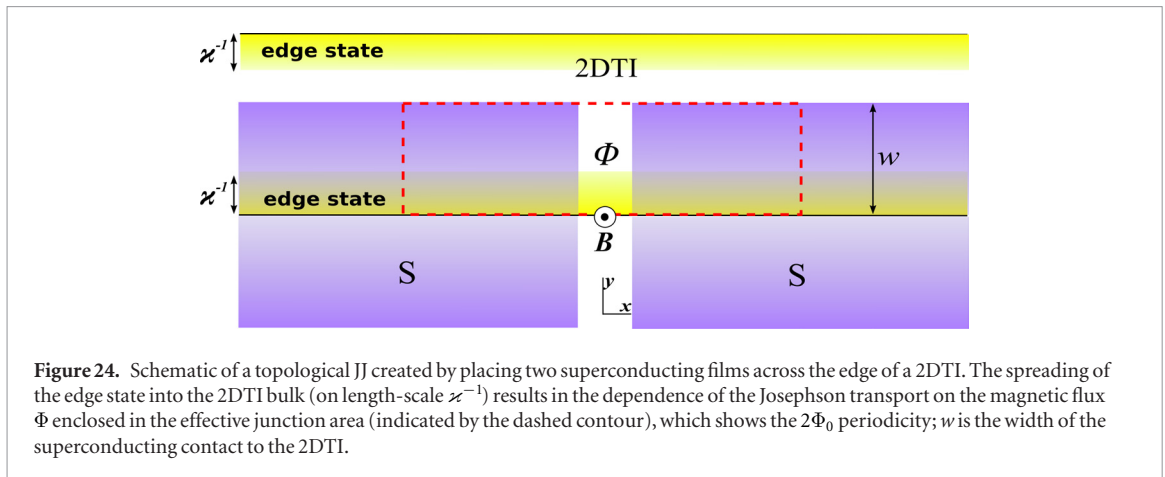 ϰ⁻¹
edge state
2DTI
Φ
w
ϰ⁻¹
edge state
B
S
y
x
S
Figure 24. Schematic of a topological JJ created by placing two superconducting films across the edge of a 2DTI. The spreading of
the edge state into the 2DTI bulk (on length-scale ϰ⁻¹) results in the dependence of the Josephson transport on the magnetic flux
Φ enclosed in the effective junction area (indicated by the dashed contour), which shows the 2Φ₀ periodicity; w is the width of the
superconducting contact to the 2DTI.